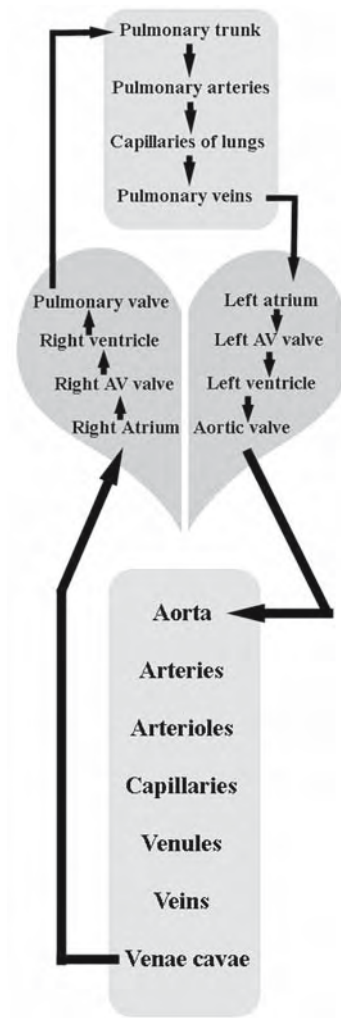 Pulmonary trunk
Pulmonary arteries
Capillaries of lungs
Pulmonary veins
Pulmonary valve
Right ventricle
Right AV valve
Right Atrium
Left atrium
Left AV valve
Left ventricle
Aortic valve
Aorta
Arteries
Arterioles
Capillaries
Venules
Veins
Venae cavae